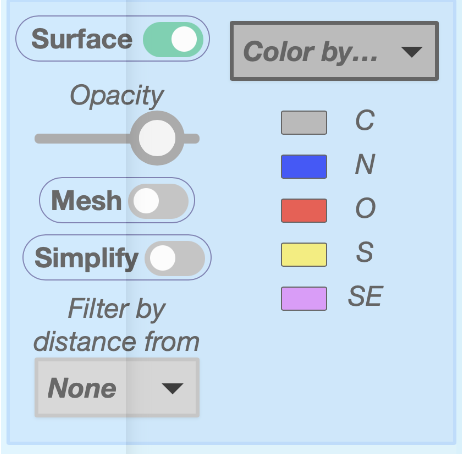 Surface
Color by...
Opacity
Mesh
Simplify
Filter by
distance from
None
C
N
O
S
SE